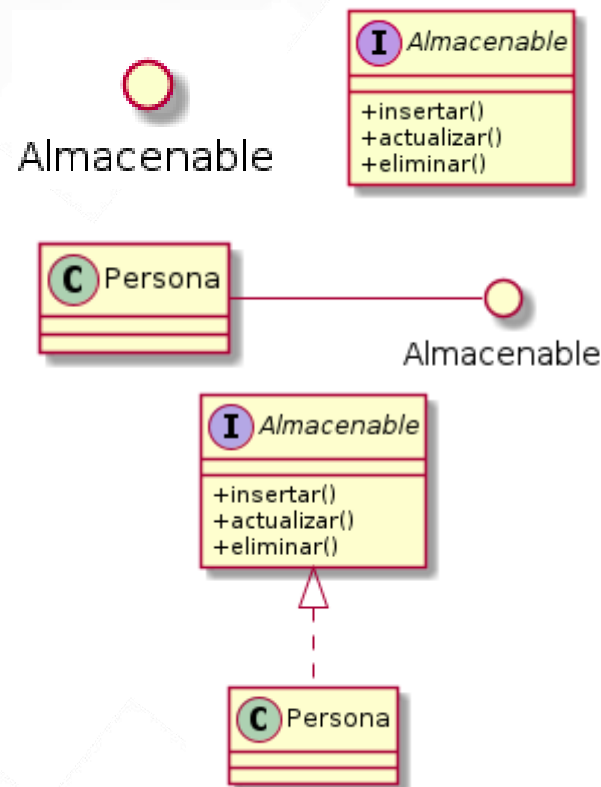 Almacenable
I Almacenable
+insertar()
+actualizar()
+eliminar()
C Persona
Almacenable
I Almacenable
+insertar()
+actualizar()
+eliminar()
C Persona